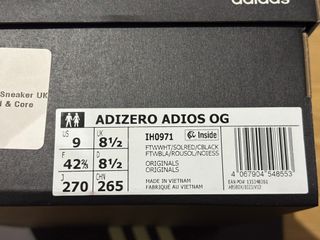 adidas
Sneaker UK
d & Core
ADIZERO ADIOS OG
US
9
UK
8½
F
42⅔
D
8½
J
270
CHN
265
IH0971 Inside
FTWWHT/SOLRED/CBLACK
FTWBLA/ROUSOL/NOIESS
ORIGINALS
ORIGINALS
MADE IN VIETNAM
FABRIQUÉ AU VIETNAM
4 067904 548553